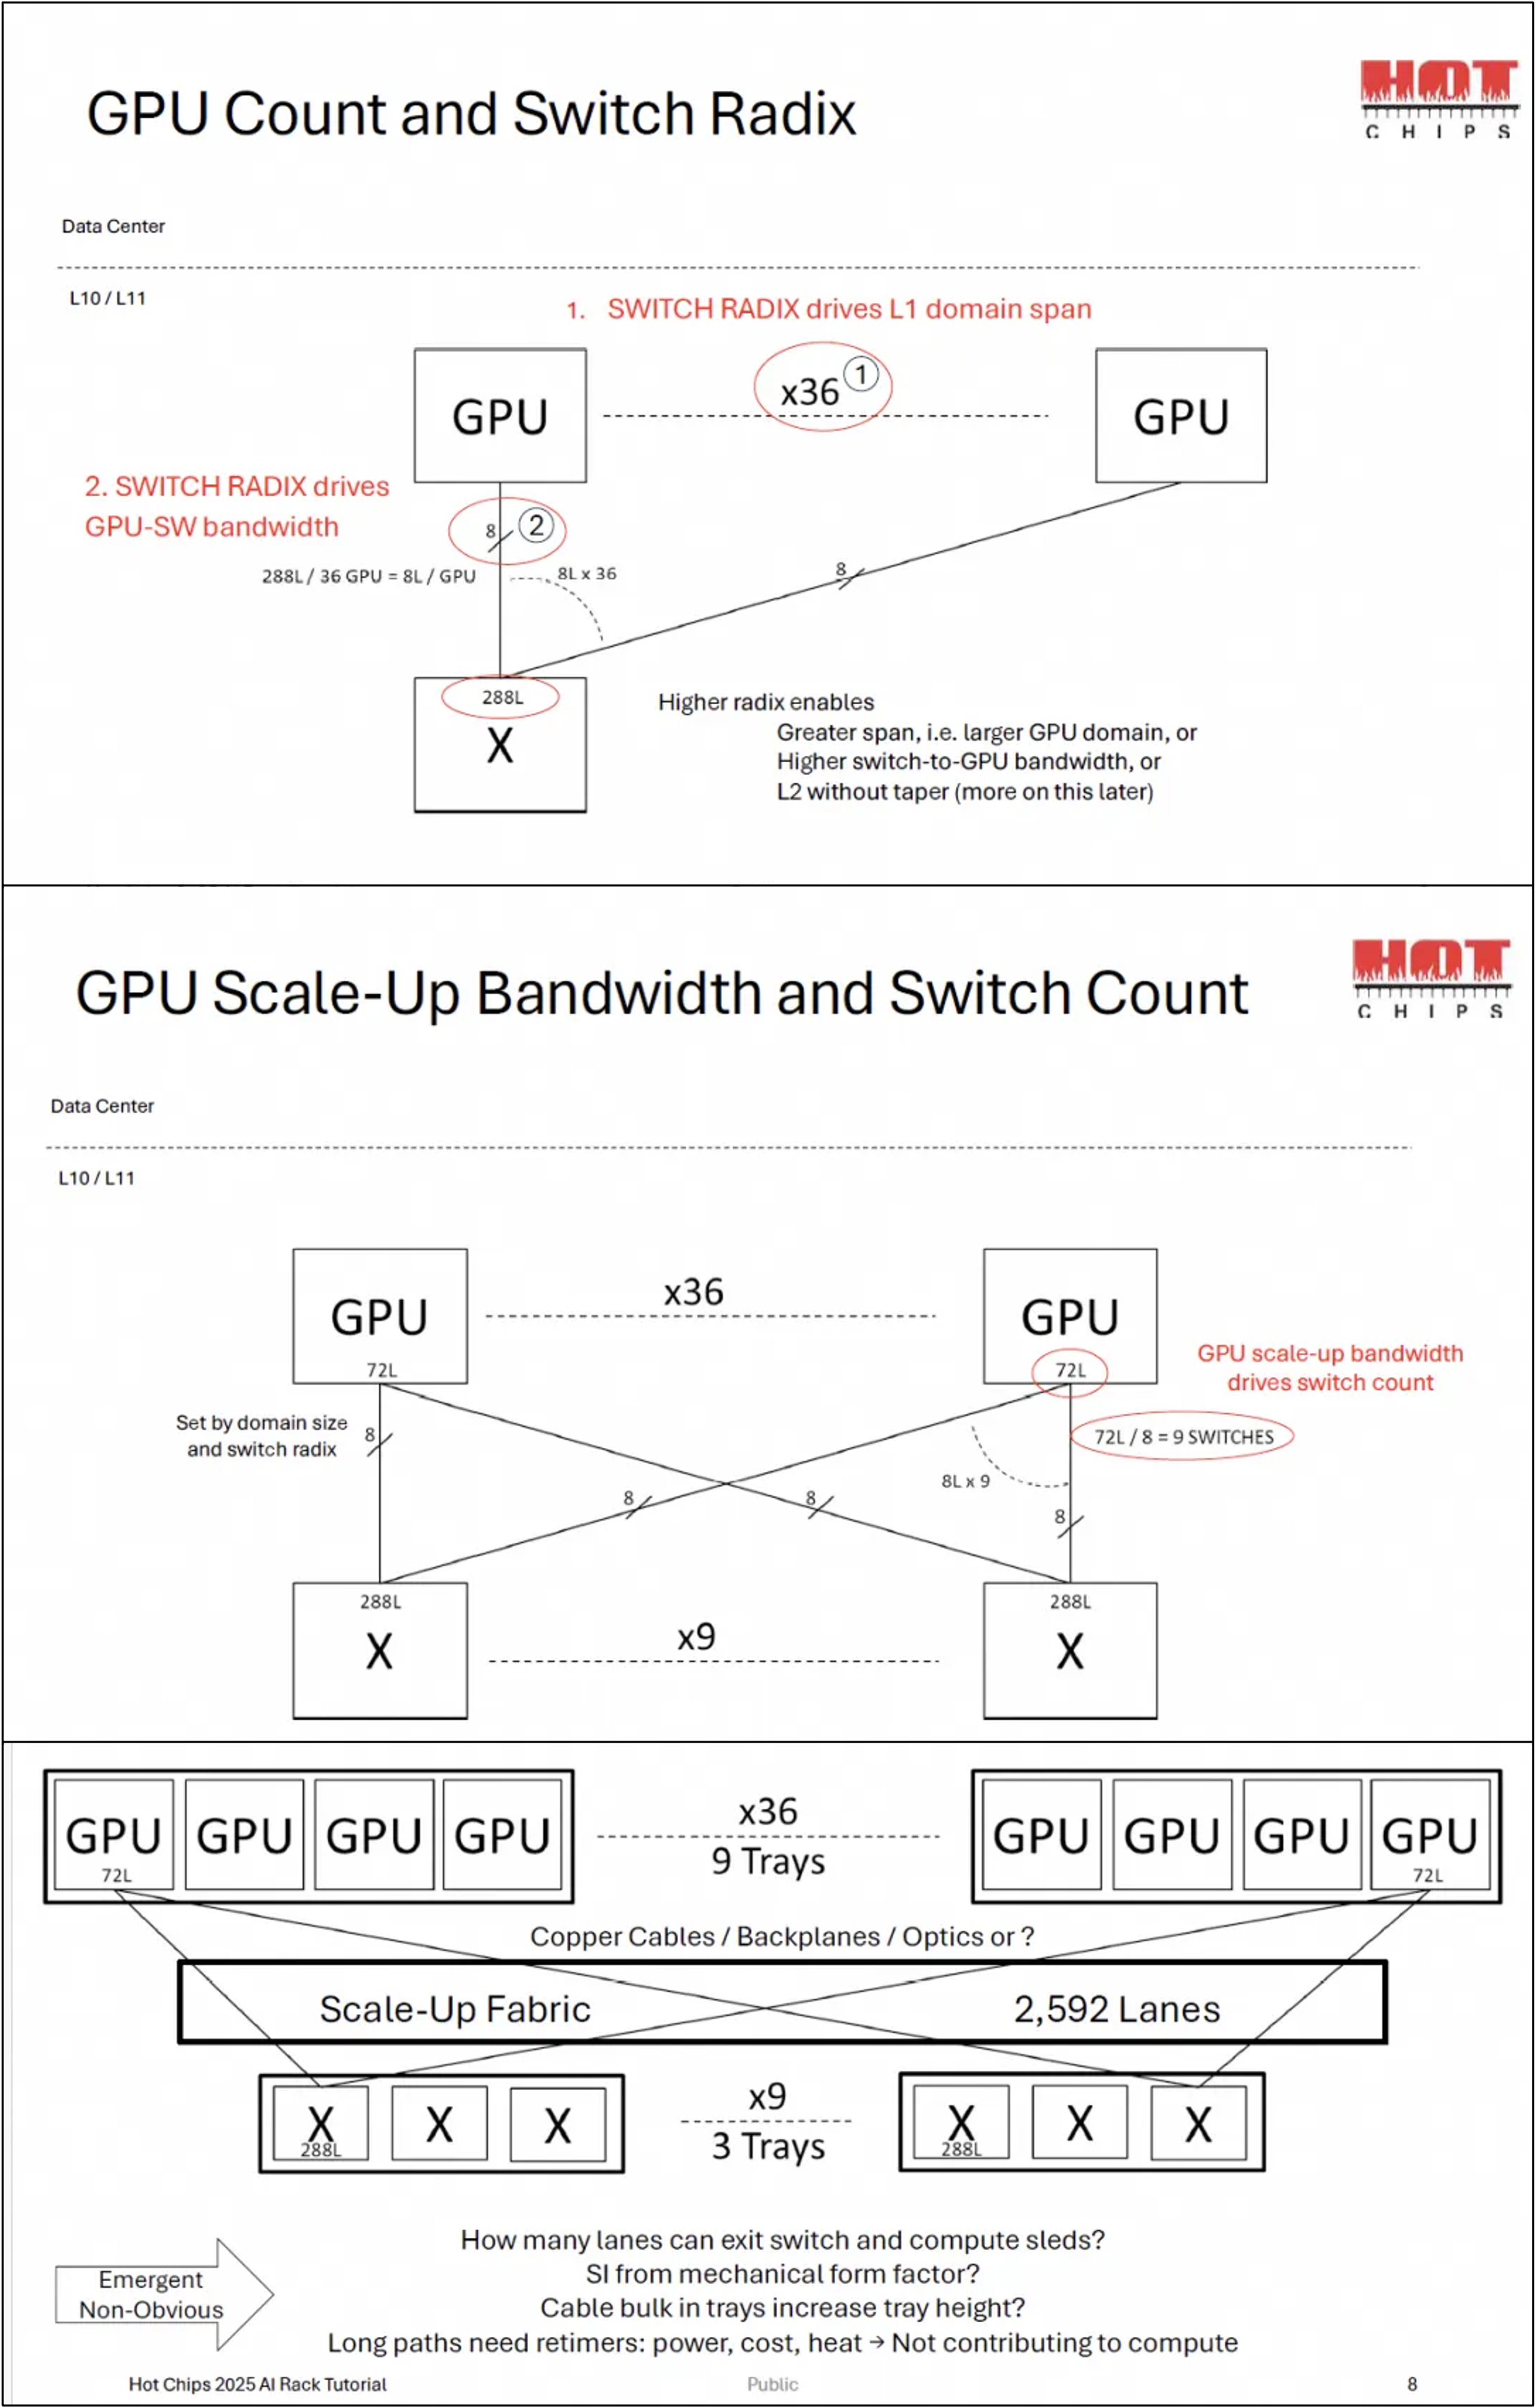 GPU Count and Switch Radix
HOT
CHIPS
Data Center
L10 / L11
1. SWITCH RADIX drives L1 domain span
GPU
x36
1
GPU
2. SWITCH RADIX drives
GPU-SW bandwidth
8
2
288L / 36 GPU = 8L / GPU
8L x 36
8
288L
X
Higher radix enables
Greater span, i.e. larger GPU domain, or
Higher switch-to-GPU bandwidth, or
L2 without taper (more on this later)
GPU Scale-Up Bandwidth and Switch Count
HOT
CHIPS
Data Center
L10 / L11
GPU
72L
x36
GPU
72L
GPU scale-up bandwidth
drives switch count
Set by domain size
and switch radix
8
72L / 8 = 9 SWITCHES
8L x 9
8
8
8
288L
X
x9
288L
X
GPU GPU GPU GPU
72L
x36
9 Trays
GPU GPU GPU GPU
72L
Copper Cables / Backplanes / Optics or ?
Scale-Up Fabric
2,592 Lanes
X X X
288L
x9
3 Trays
X X X
288L
Emergent
Non-Obvious
How many lanes can exit switch and compute sleds?
SI from mechanical form factor?
Cable bulk in trays increase tray height?
Long paths need retimers: power, cost, heat → Not contributing to compute
Hot Chips 2025 AI Rack Tutorial
Public
8